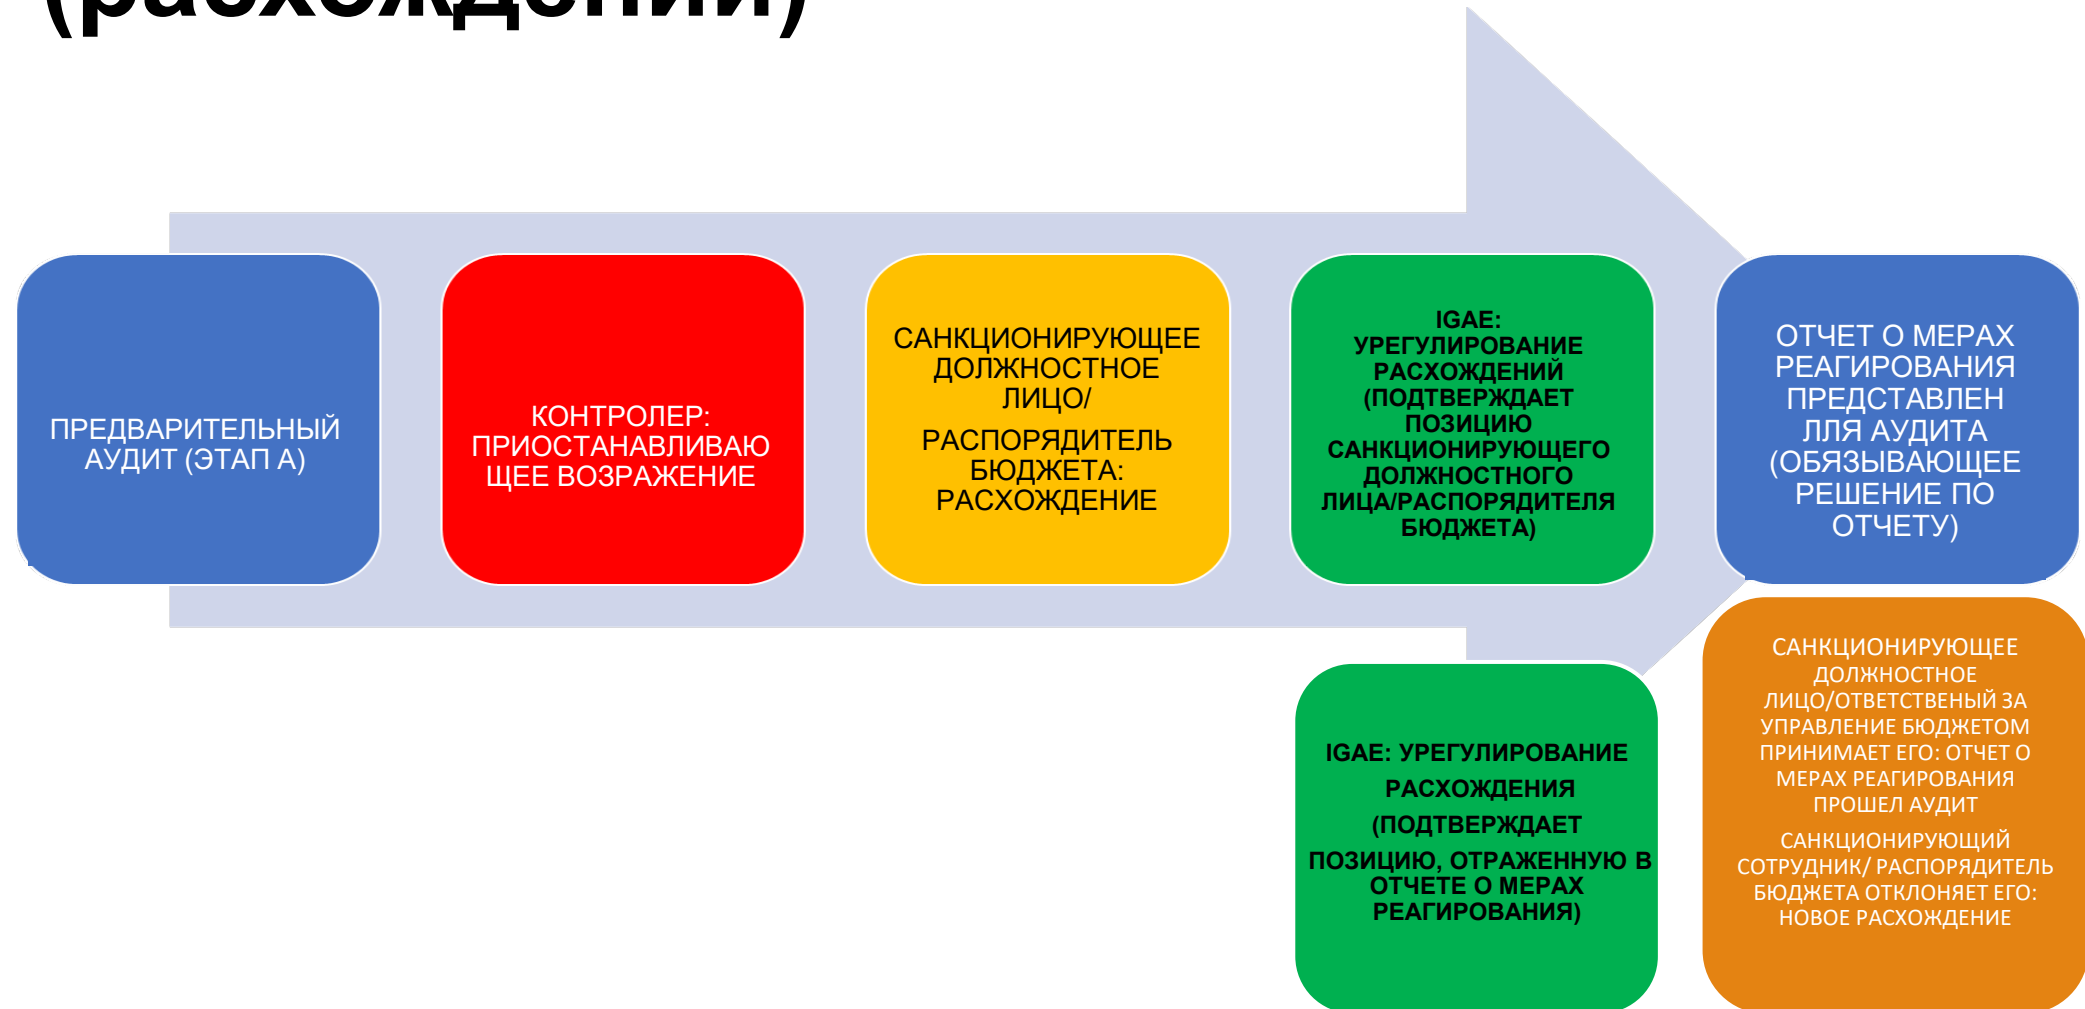 (расхождений)
ПРЕДВАРИТЕЛЬНЫЙ
АУДИТ (ЭТАП А)
КОНТРОЛЕР:
ПРИОСТАНАВЛИВАЮ
ЩЕЕ ВОЗРАЖЕНИЕ
САНКЦИОНИРУЮЩЕЕ
ДОЛЖНОСТНОЕ
ЛИЦО/
РАСПОРЯДИТЕЛЬ
БЮДЖЕТА:
РАСХОЖДЕНИЕ
IGAE:
УРЕГУЛИРОВАНИЕ
РАСХОЖДЕНИЙ
(ПОДТВЕРЖДАЕТ
ПОЗИЦИЮ
САНКЦИОНИРУЮЩЕГО
ДОЛЖНОСТНОГО
ЛИЦА/РАСПОРЯДИТЕЛЯ
БЮДЖЕТА)
ОТЧЕТ О МЕРАХ
РЕАГИРОВАНИЯ
ПРЕДСТАВЛЕН
ЛЛЯ АУДИТА
(ОБЯЗЫВАЮЩЕЕ
РЕШЕНИЕ ПО
ОТЧЕТУ)
IGAE: УРЕГУЛИРОВАНИЕ
РАСХОЖДЕНИЯ
(ПОДТВЕРЖДАЕТ
ПОЗИЦИЮ, ОТРАЖЕННУЮ В
ОТЧЕТЕ О МЕРАХ
РЕАГИРОВАНИЯ)
САНКЦИОНИРУЮЩЕЕ
ДОЛЖНОСТНОЕ
ЛИЦО/ОТВЕТСТВЕНЫЙ ЗА
УПРАВЛЕНИЕ БЮДЖЕТОМ
ПРИНИМАЕТ ЕГО: ОТЧЕТ О
МЕРАХ РЕАГИРОВАНИЯ
ПРОШЕЛ АУДИТ
САНКЦИОНИРУЮЩИЙ
СОТРУДНИК/ РАСПОРЯДИТЕЛЬ
БЮДЖЕТА ОТКЛОНЯЕТ ЕГО:
НОВОЕ РАСХОЖДЕНИЕ